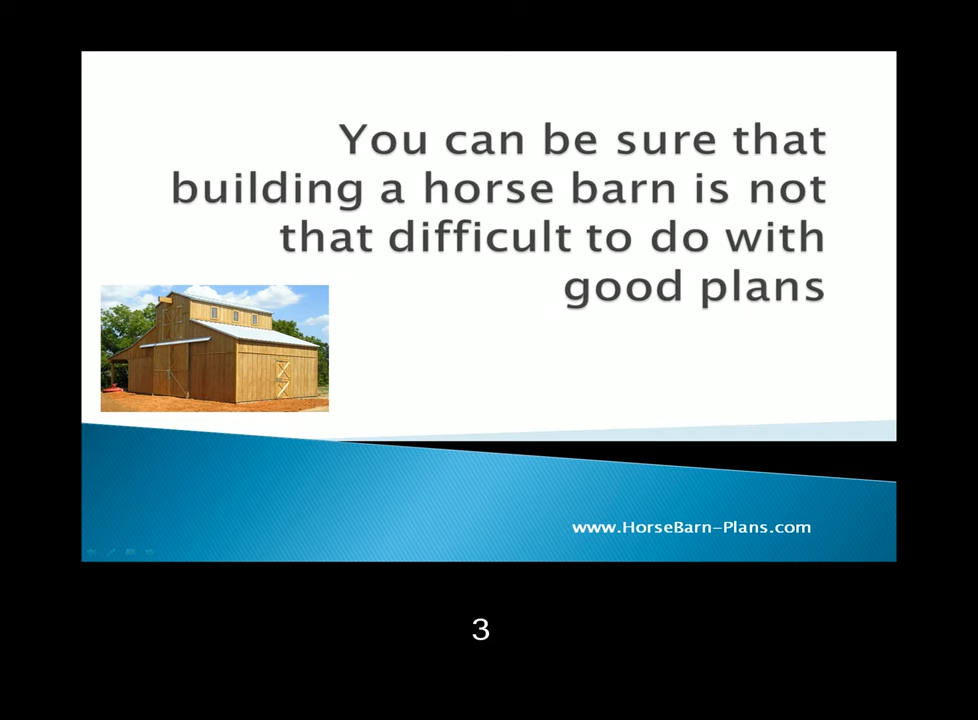 You can be sure that
building a horse barn is not
that difficult to do with
good plans
www.HorseBarn-Plans.com
3